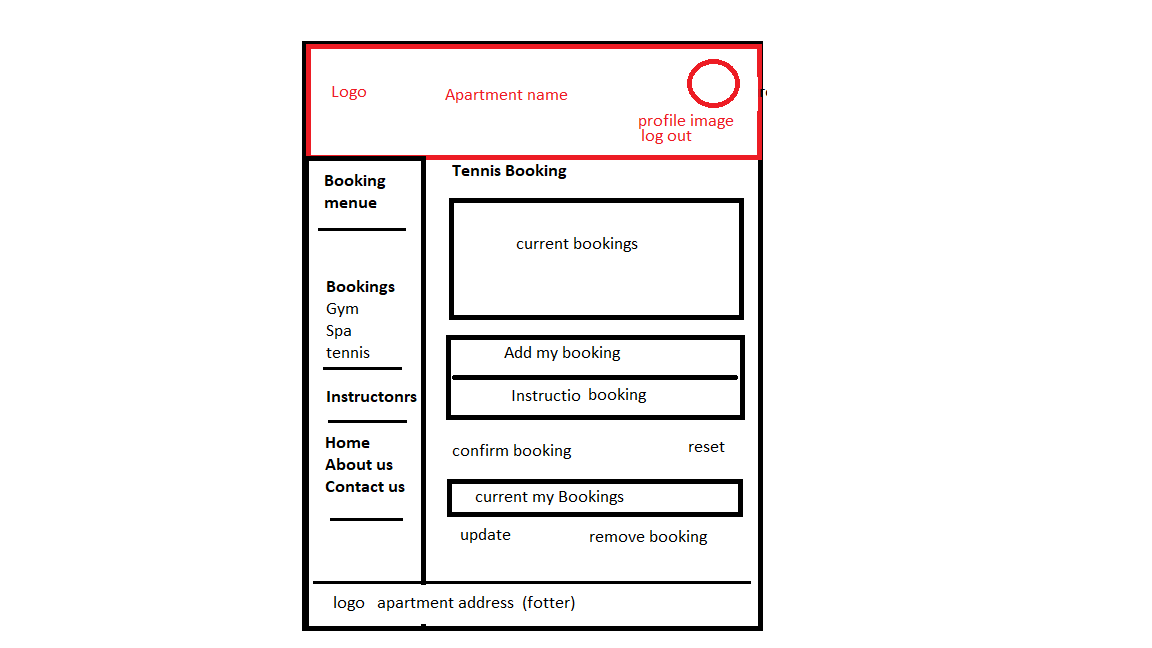 Logo
Apartment name
profile image
log out
Booking
menue
Bookings
Gym
Spa
tennis
Instructonrs
Home
About us
Contact us
Tennis Booking
current bookings
Add my booking
Instructio booking
confirm booking
reset
current my Bookings
update
remove booking
logo apartment address (fotter)